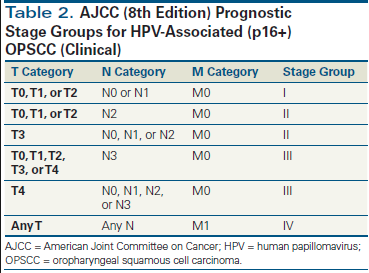 Table 2. AJCC (8th Edition) Prognostic
Stage Groups for HPV-Associated (p16+)
OPSCC (Clinical)
T Category N Category M Category Stage Group
T0, T1, or T2 N0 or N1 M0 I
T0, T1, or T2 N2 M0 II
T3 N0, N1, or N2 M0 II
T0, T1, T2, N3 M0 III
T3, or T4
T4 N0, N1, N2, M0 III
or N3
Any T Any N M1 IV
AJCC = American Joint Committee on Cancer; HPV = human papillomavirus;
OPSCC = oropharyngeal squamous cell carcinoma.